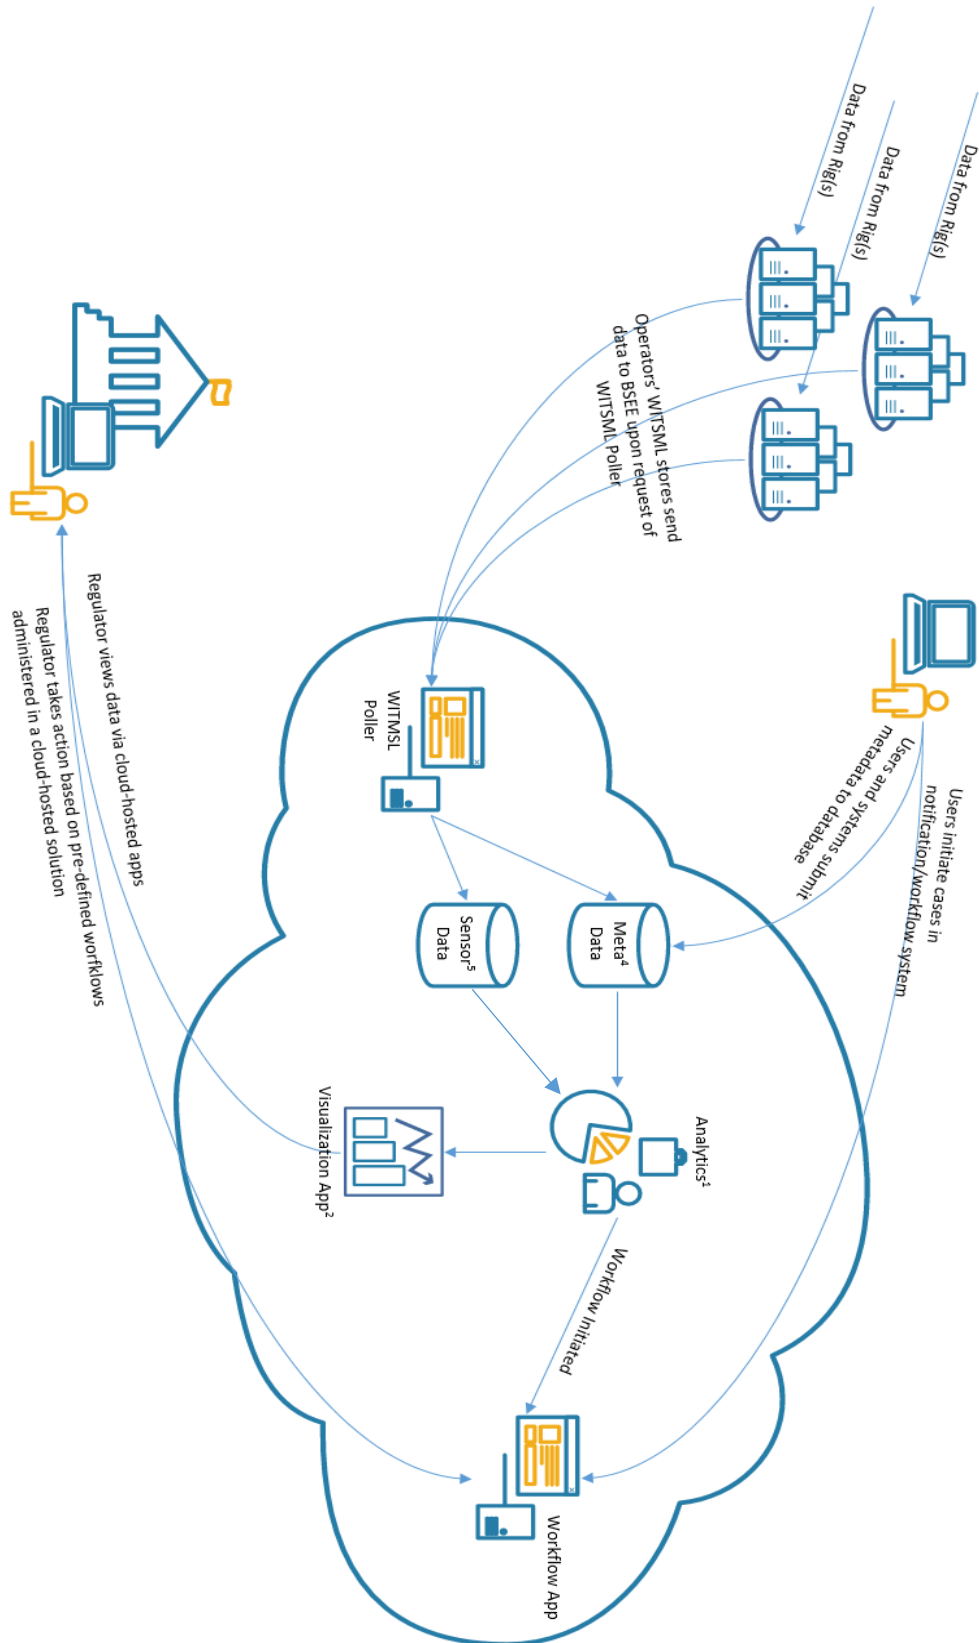 Data from Rig(s)
Data from Rig(s)
Data from Rig(s)
Operators' WITSML stores send
data to BSEE upon request of
WITSML Poller
Users initiate cases in
notification/workflow system
Users and systems submit
metadata to database
WITMSL
Poller
Meta⁴
Data
Sensor⁵
Data
Analytics¹
Workflow Initiated
Visualization App²
Workflow App
Regulator views data via cloud-hosted apps
Regulator takes action based on pre-defined worfklows
administered in a cloud-hosted solution